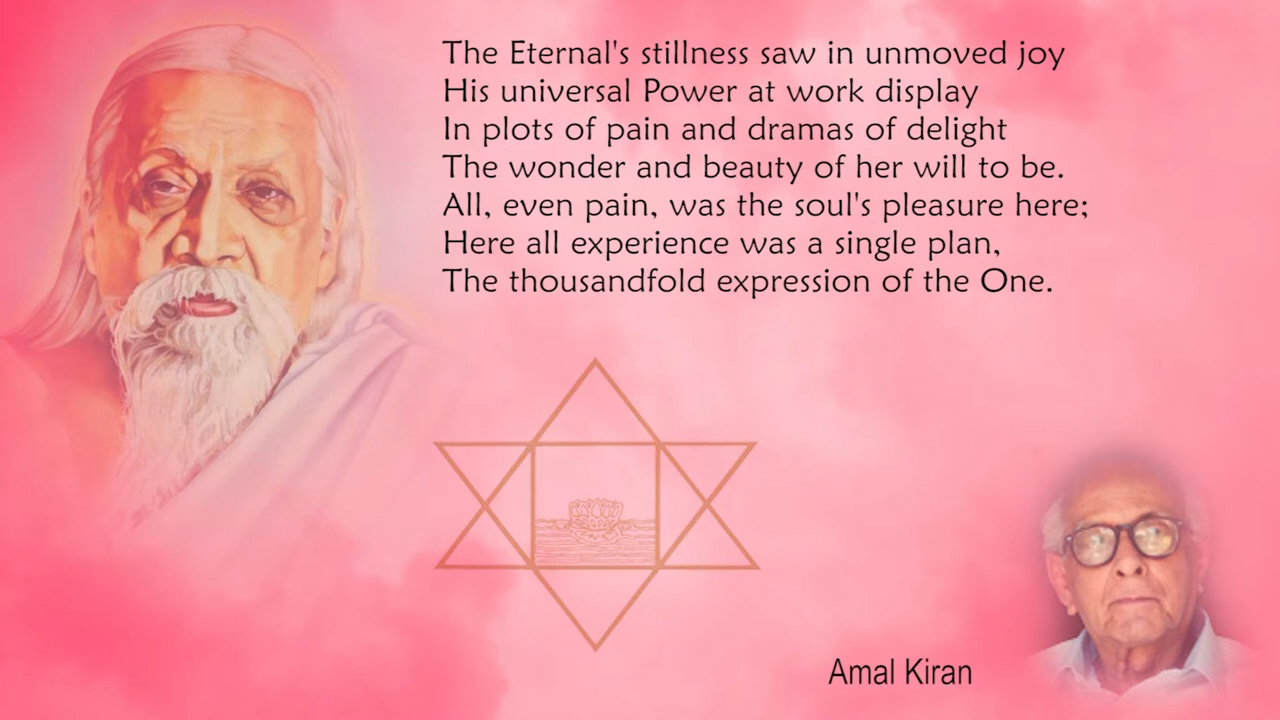 The Eternal's stillness saw in unmoved joy
His universal Power at work display
In plots of pain and dramas of delight
The wonder and beauty of her will to be.
All, even pain, was the soul's pleasure here;
Here all experience was a single plan,
The thousandfold expression of the One.
Amal Kiran